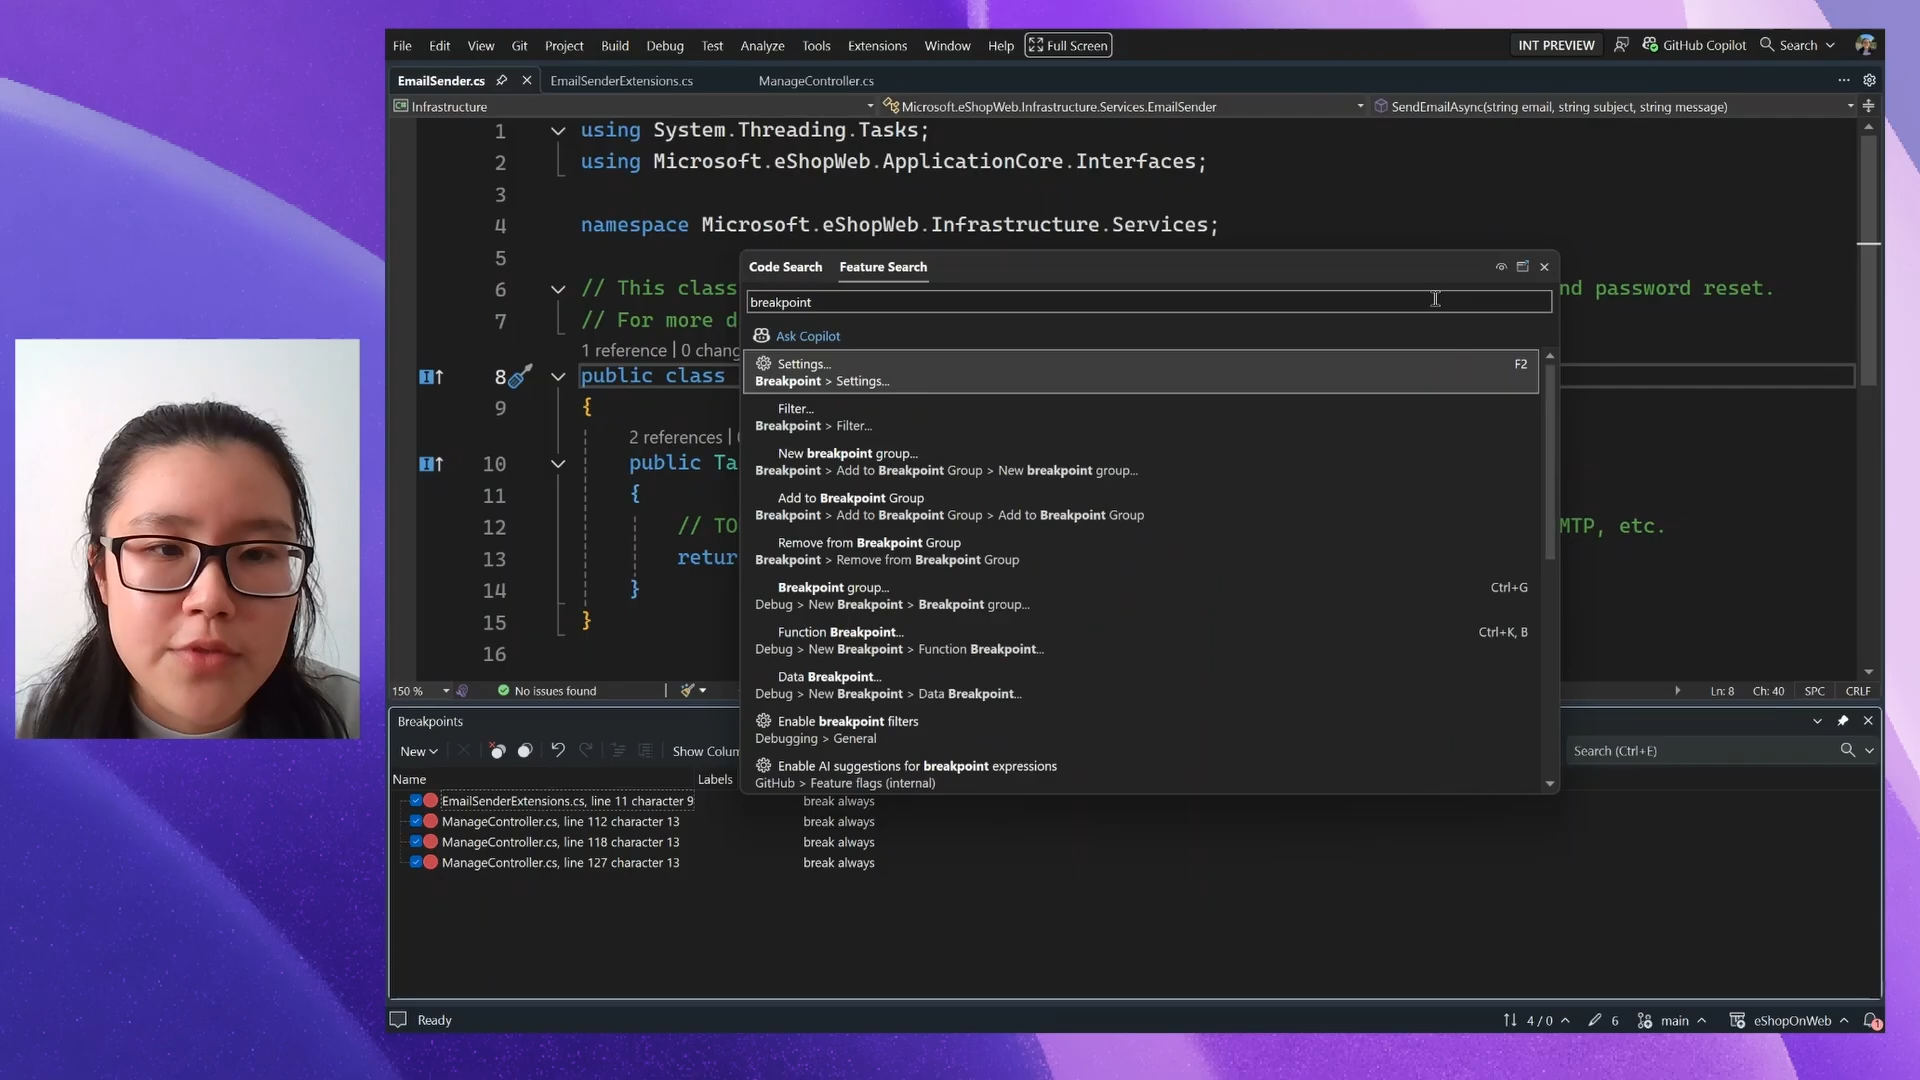 File Edit View Git Project Build Debug Test Analyze Tools Extensions Window Help Full Screen INT PREVIEW GitHub Copilot Search
EmailSender.cs EmailSenderExtensions.cs ManageController.cs
Infrastructure Microsoft.eShopWeb.Infrastructure.Services.EmailSender SendEmailAsync(string email, string subject, string message)
1 using System.Threading.Tasks;
2 using Microsoft.eShopWeb.ApplicationCore.Interfaces;
3
4 namespace Microsoft.eShopWeb.Infrastructure.Services;
5
Code Search Feature Search
6 // This class nd password reset.
breakpoint
7 // For more d
Ask Copilot
1 reference | 0 chang
Settings... F2
8 public class
Breakpoint > Settings...
9 {
Filter...
Breakpoint > Filter...
2 references |
New breakpoint group...
10 public Ta
Breakpoint > Add to Breakpoint Group > New breakpoint group...
11 {
Add to Breakpoint Group
Breakpoint > Add to Breakpoint Group > Add to Breakpoint Group
12 // TO MTP, etc.
Remove from Breakpoint Group
13 retur
Breakpoint > Remove from Breakpoint Group
14 }
Breakpoint group... Ctrl+G
Debug > New Breakpoint > Breakpoint group...
15 }
Function Breakpoint... Ctrl+K, B
Debug > New Breakpoint > Function Breakpoint...
16
Data Breakpoint...
Debug > New Breakpoint > Data Breakpoint...
150 % No issues found Ln: 8 Ch: 40 SPC CRLF
Enable breakpoint filters
Debugging > General
Enable AI suggestions for breakpoint expressions
GitHub > Feature flags (internal)
Breakpoints
New Show Colum Search (Ctrl+E)
Name Labels
EmailSenderExtensions.cs, line 11 character 9 break always
ManageController.cs, line 112 character 13 break always
ManageController.cs, line 118 character 13 break always
ManageController.cs, line 127 character 13 break always
Ready 4 / 0 6 main eShopOnWeb 1